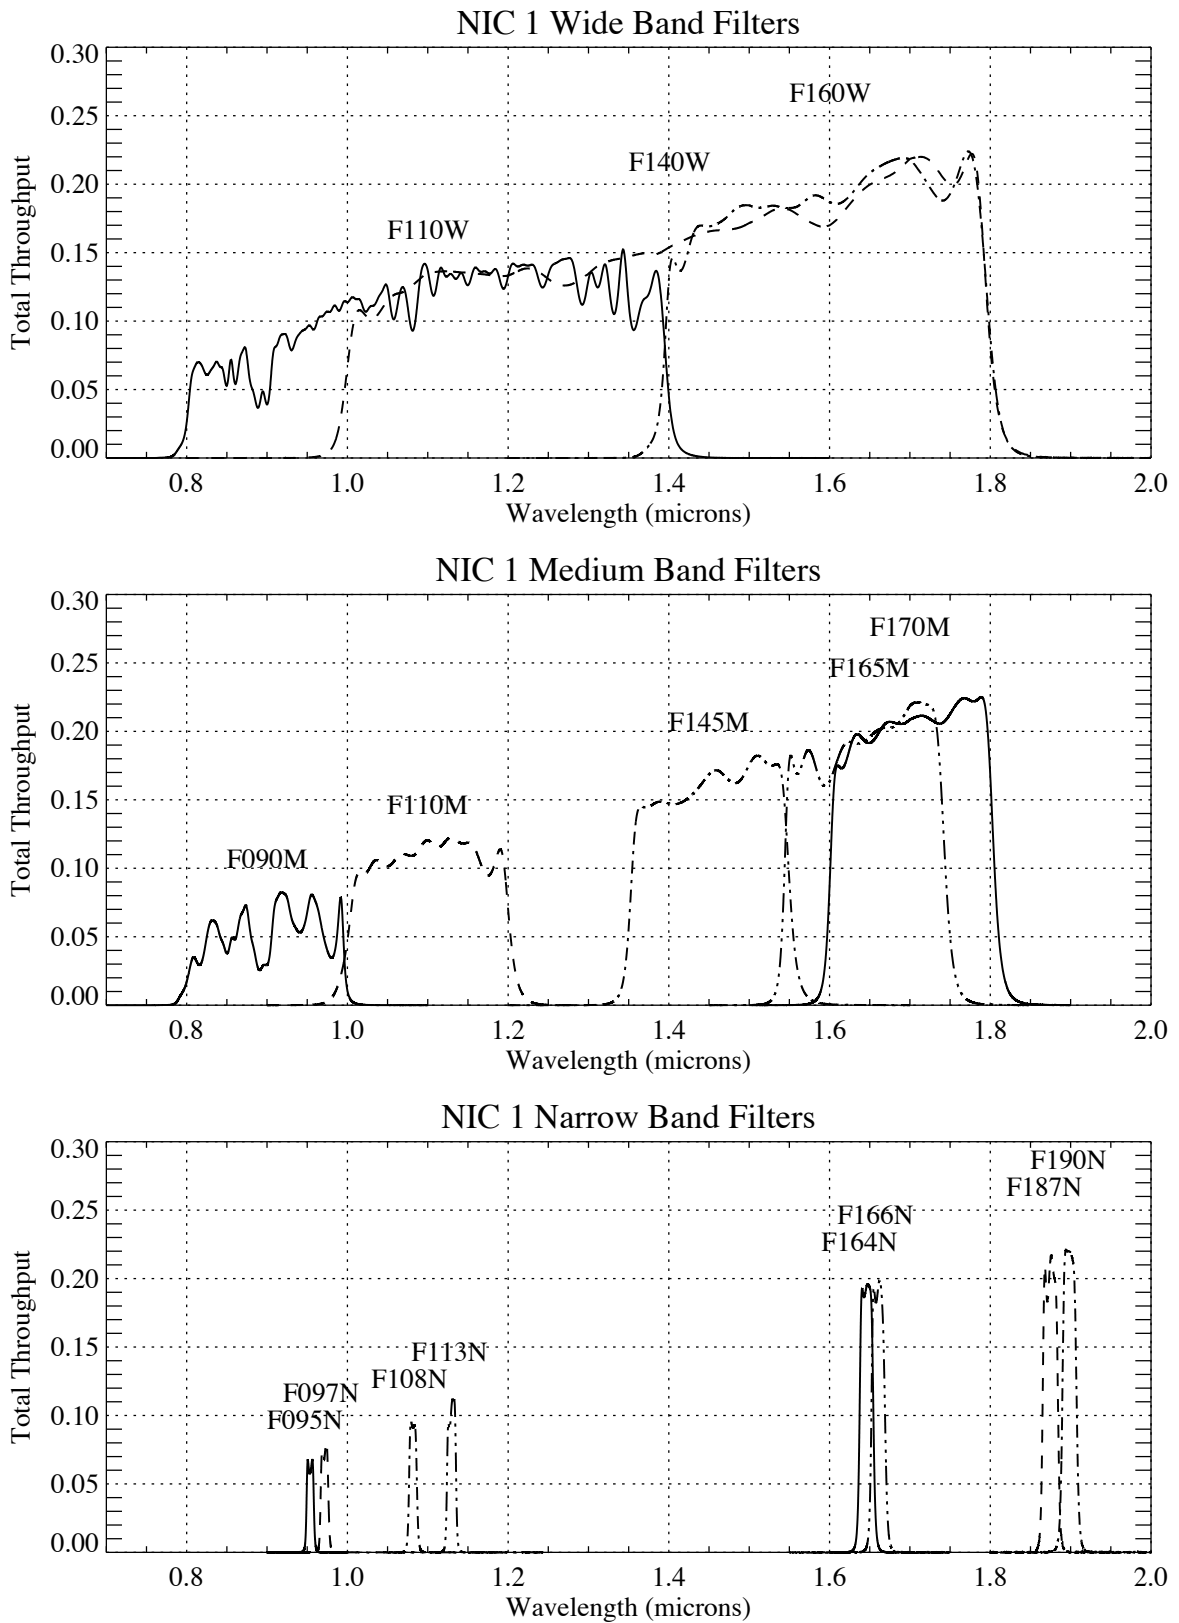 NIC 1 Wide Band Filters
0.30
0.25
0.20
0.15
0.10
0.05
0.00
Total Throughput
F110W
F140W
F160W
0.8 1.0 1.2 1.4 1.6 1.8 2.0
Wavelength (microns)
NIC 1 Medium Band Filters
0.30
0.25
0.20
0.15
0.10
0.05
0.00
Total Throughput
F090M
F110M
F145M
F165M
F170M
0.8 1.0 1.2 1.4 1.6 1.8 2.0
Wavelength (microns)
NIC 1 Narrow Band Filters
0.30
0.25
0.20
0.15
0.10
0.05
0.00
Total Throughput
F097N
F095N
F113N
F108N
F166N
F164N
F190N
F187N
0.8 1.0 1.2 1.4 1.6 1.8 2.0
Wavelength (microns)